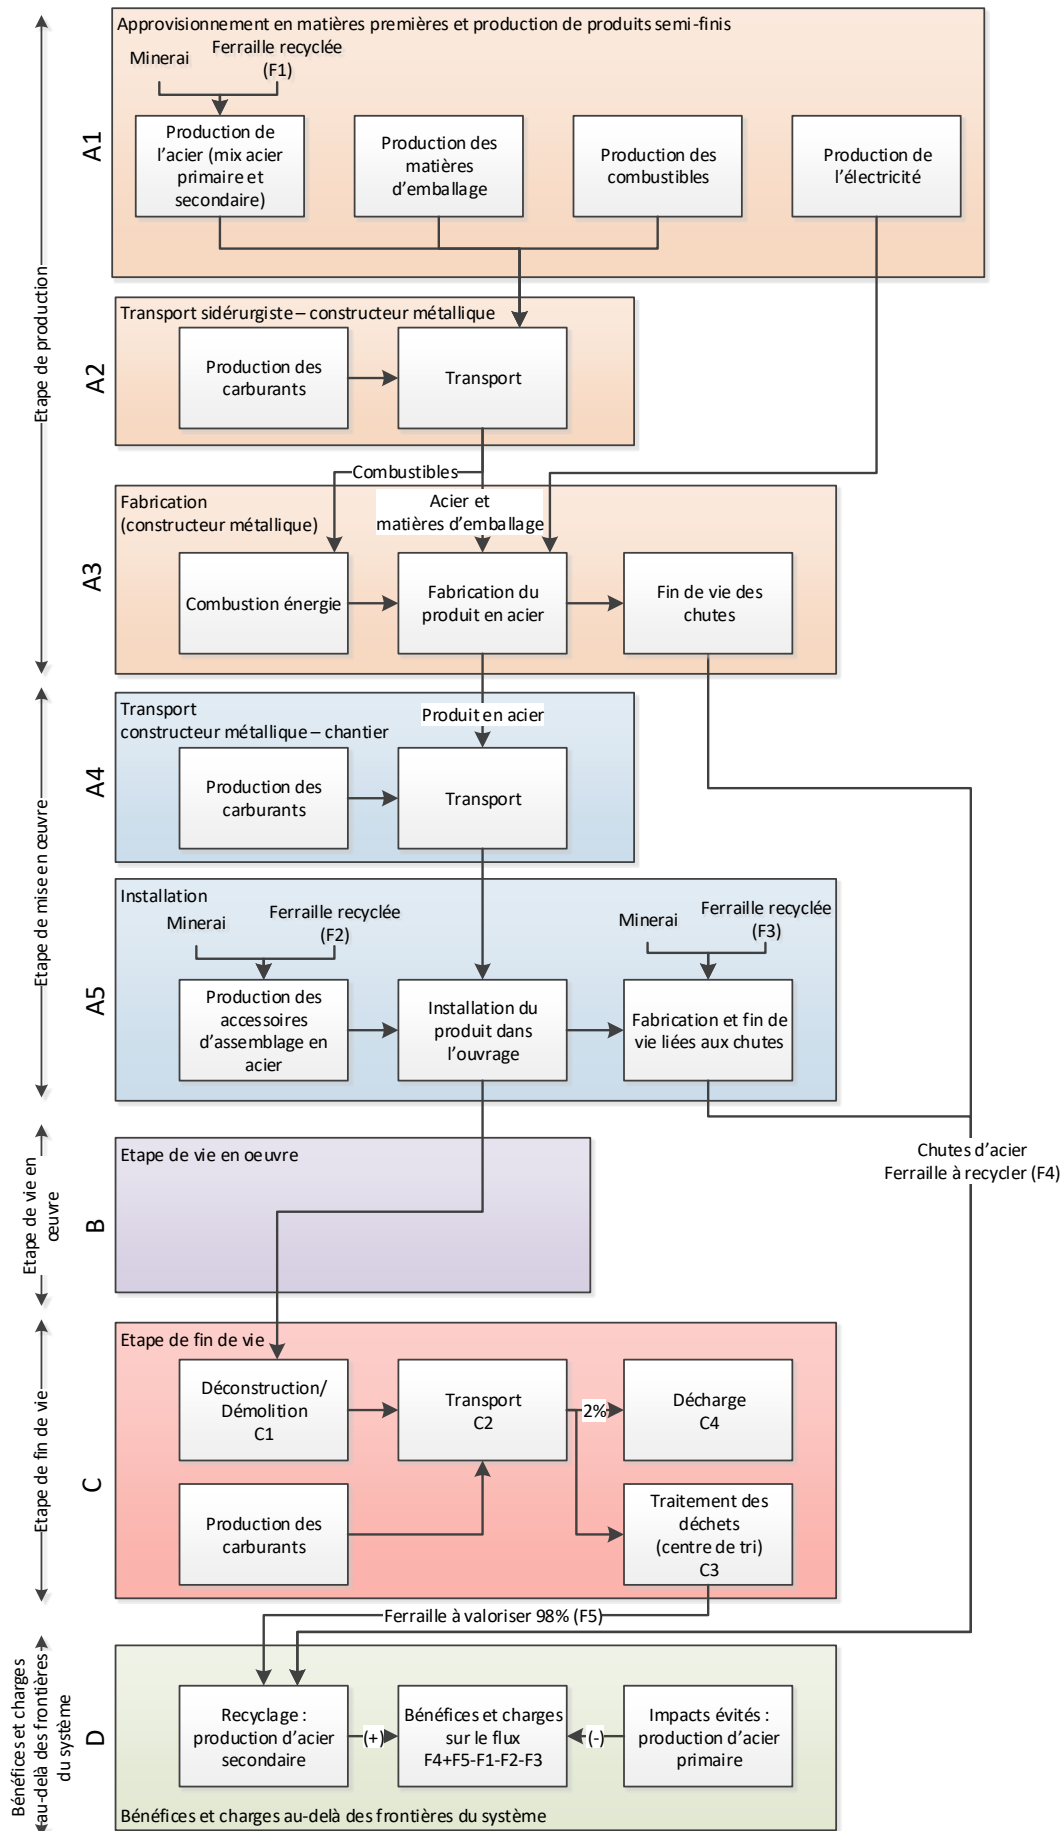 Approvisionnement en matières premières et production de produits semi-finis
Minerai
Ferraille recyclée
(F1)
A1
Production de
l'acier (mix acier
primaire et
secondaire)
Production des
matières
d'emballage
Production des
combustibles
Production de
l'électricité
Etape de production
Transport sidérurgiste – constructeur métallique
A2
Production des
carburants
Transport
Combustibles
Acier et
matières d'emballage
Fabrication
(constructeur métallique)
A3
Combustion énergie
Fabrication du
produit en acier
Fin de vie des
chutes
Transport
constructeur métallique – chantier
Produit en acier
A4
Production des
carburants
Transport
Etape de mise en œuvre
Installation
Minerai
Ferraille recyclée
(F2)
Minerai
Ferraille recyclée
(F3)
A5
Production des
accessoires
d'assemblage en
acier
Installation du
produit dans
l'ouvrage
Fabrication et fin de
vie liées aux chutes
Chutes d'acier
Ferraille à recycler (F4)
Etape de vie en
œuvre
B
Etape de vie en oeuvre
Etape de fin de vie
C
Etape de fin de vie
Déconstruction/
Démolition
C1
Transport
C2
2%
Décharge
C4
Production des
carburants
Traitement des
déchets
(centre de tri)
C3
Ferraille à valoriser 98% (F5)
Bénéfices et charges
au-delà des frontières
du système
D
Recyclage :
production d'acier
secondaire
(+)
Bénéfices et charges
sur le flux
F4+F5-F1-F2-F3
(-)
Impacts évités :
production d'acier
primaire
Bénéfices et charges au-delà des frontières du système